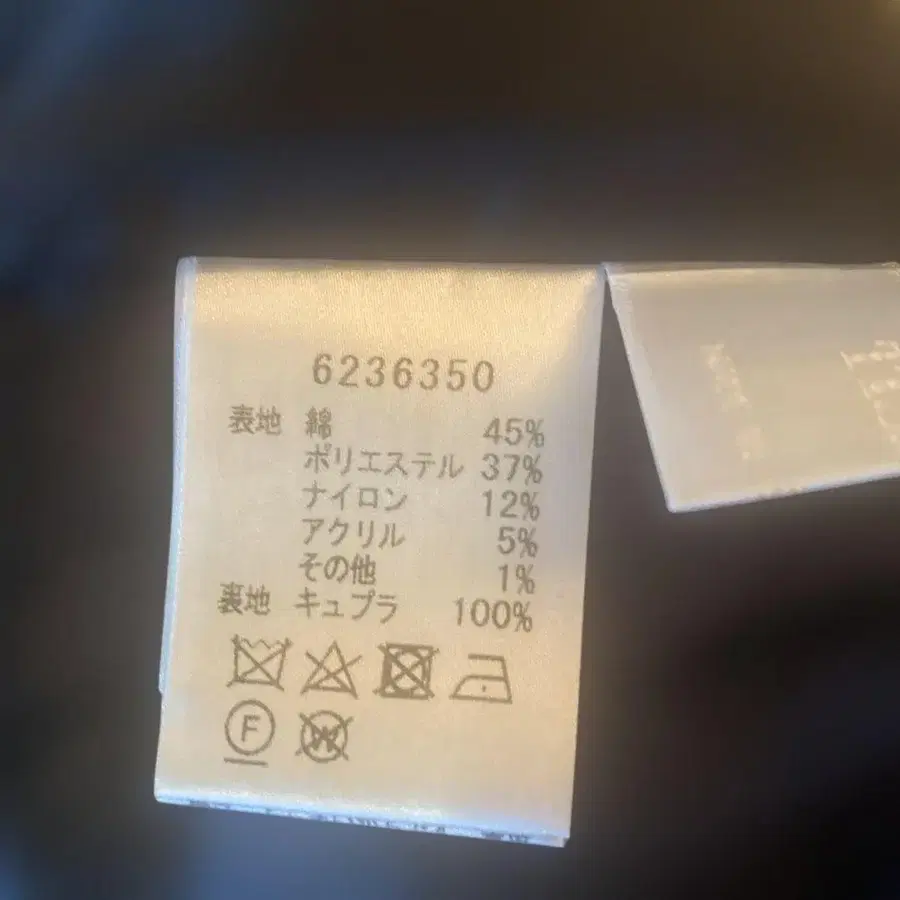 6236350
表地 綿 45%
ポリエステル 37%
ナイロン 12%
アクリル 5%
その他 1%
裏地 キュプラ 100%
F
W